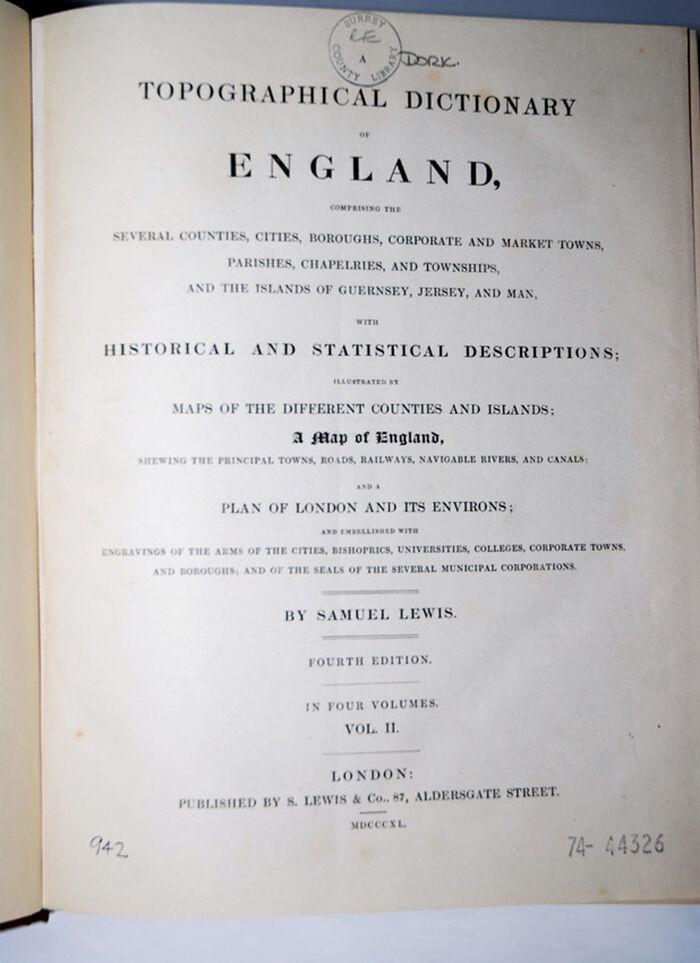 SURREY
RE
A
COUNTY LIBRARY
DORK.
TOPOGRAPHICAL DICTIONARY
OF
ENGLAND,
COMPRISING THE
SEVERAL COUNTIES, CITIES, BOROUGHS, CORPORATE AND MARKET TOWNS,
PARISHES, CHAPELRIES, AND TOWNSHIPS,
AND THE ISLANDS OF GUERNSEY, JERSEY, AND MAN,
WITH
HISTORICAL AND STATISTICAL DESCRIPTIONS;
ILLUSTRATED BY
MAPS OF THE DIFFERENT COUNTIES AND ISLANDS;
A Map of England,
SHEWING THE PRINCIPAL TOWNS, ROADS, RAILWAYS, NAVIGABLE RIVERS, AND CANALS;
AND A
PLAN OF LONDON AND ITS ENVIRONS;
AND EMBELLISHED WITH
ENGRAVINGS OF THE ARMS OF THE CITIES, BISHOPRICS, UNIVERSITIES, COLLEGES, CORPORATE TOWNS,
AND BOROUGHS; AND OF THE SEALS OF THE SEVERAL MUNICIPAL CORPORATIONS.
BY SAMUEL LEWIS.
FOURTH EDITION.
IN FOUR VOLUMES.
VOL. II.
LONDON:
PUBLISHED BY S. LEWIS & Co., 87, ALDERSGATE STREET.
MDCCCXL.
942
74- 44326